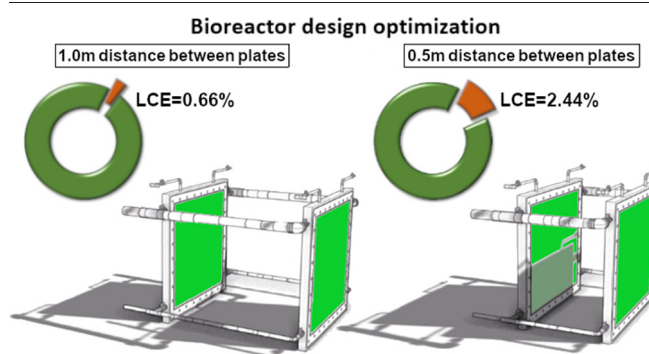 Bioreactor design optimization
1.0m distance between plates
0.5m distance between plates
LCE=0.66%
LCE=2.44%